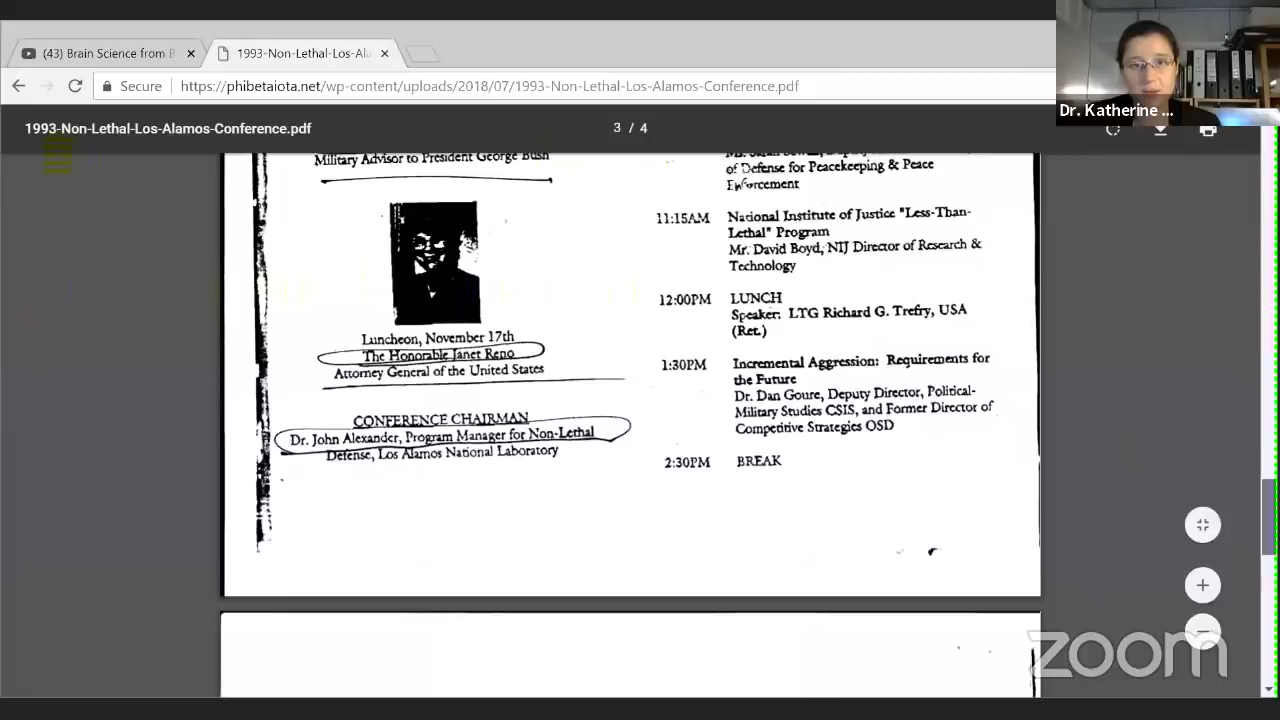 (43) Brain Science from B
1993-Non-Lethal-Los-Ala
Secure
https://phibetaiota.net/wp-content/uploads/2018/07/1993-Non-Lethal-Los-Alamos-Conference.pdf
Dr. Katherine ...
1993-Non-Lethal-Los-Alamos-Conference.pdf
3 / 4
Military Advisor to President George Bush
Luncheon, November 17th
The Honorable Janet Reno
Attorney General of the United States
CONFERENCE CHAIRMAN
Dr. John Alexander, Program Manager for Non-Lethal
Defense, Los Alamos National Laboratory
of Defense for Peacekeeping & Peace
Enforcement
11:15AM National Institute of Justice "Less-Than-
Lethal" Program
Mr. David Boyd, NIJ Director of Research &
Technology
12:00PM LUNCH
Speaker: LTG Richard G. Trefry, USA
(Ret.)
1:30PM Incremental Aggression: Requirements for
the Future
Dr. Dan Goure, Deputy Director, Political-
Military Studies CSIS, and Former Director of
Competitive Strategies OSD
2:30PM BREAK
zoom